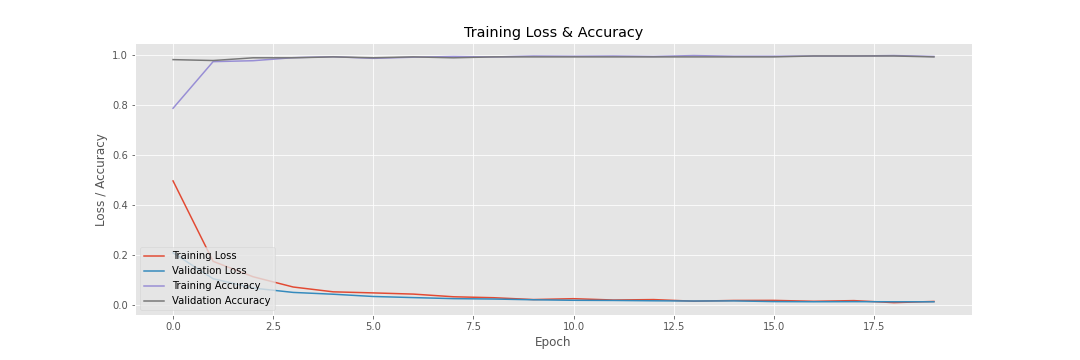 Training Loss & Accuracy
Loss / Accuracy
1.0
0.8
0.6
0.4
0.2
0.0
Training Loss
Validation Loss
Training Accuracy
Validation Accuracy
0.0 2.5 5.0 7.5 10.0 12.5 15.0 17.5
Epoch